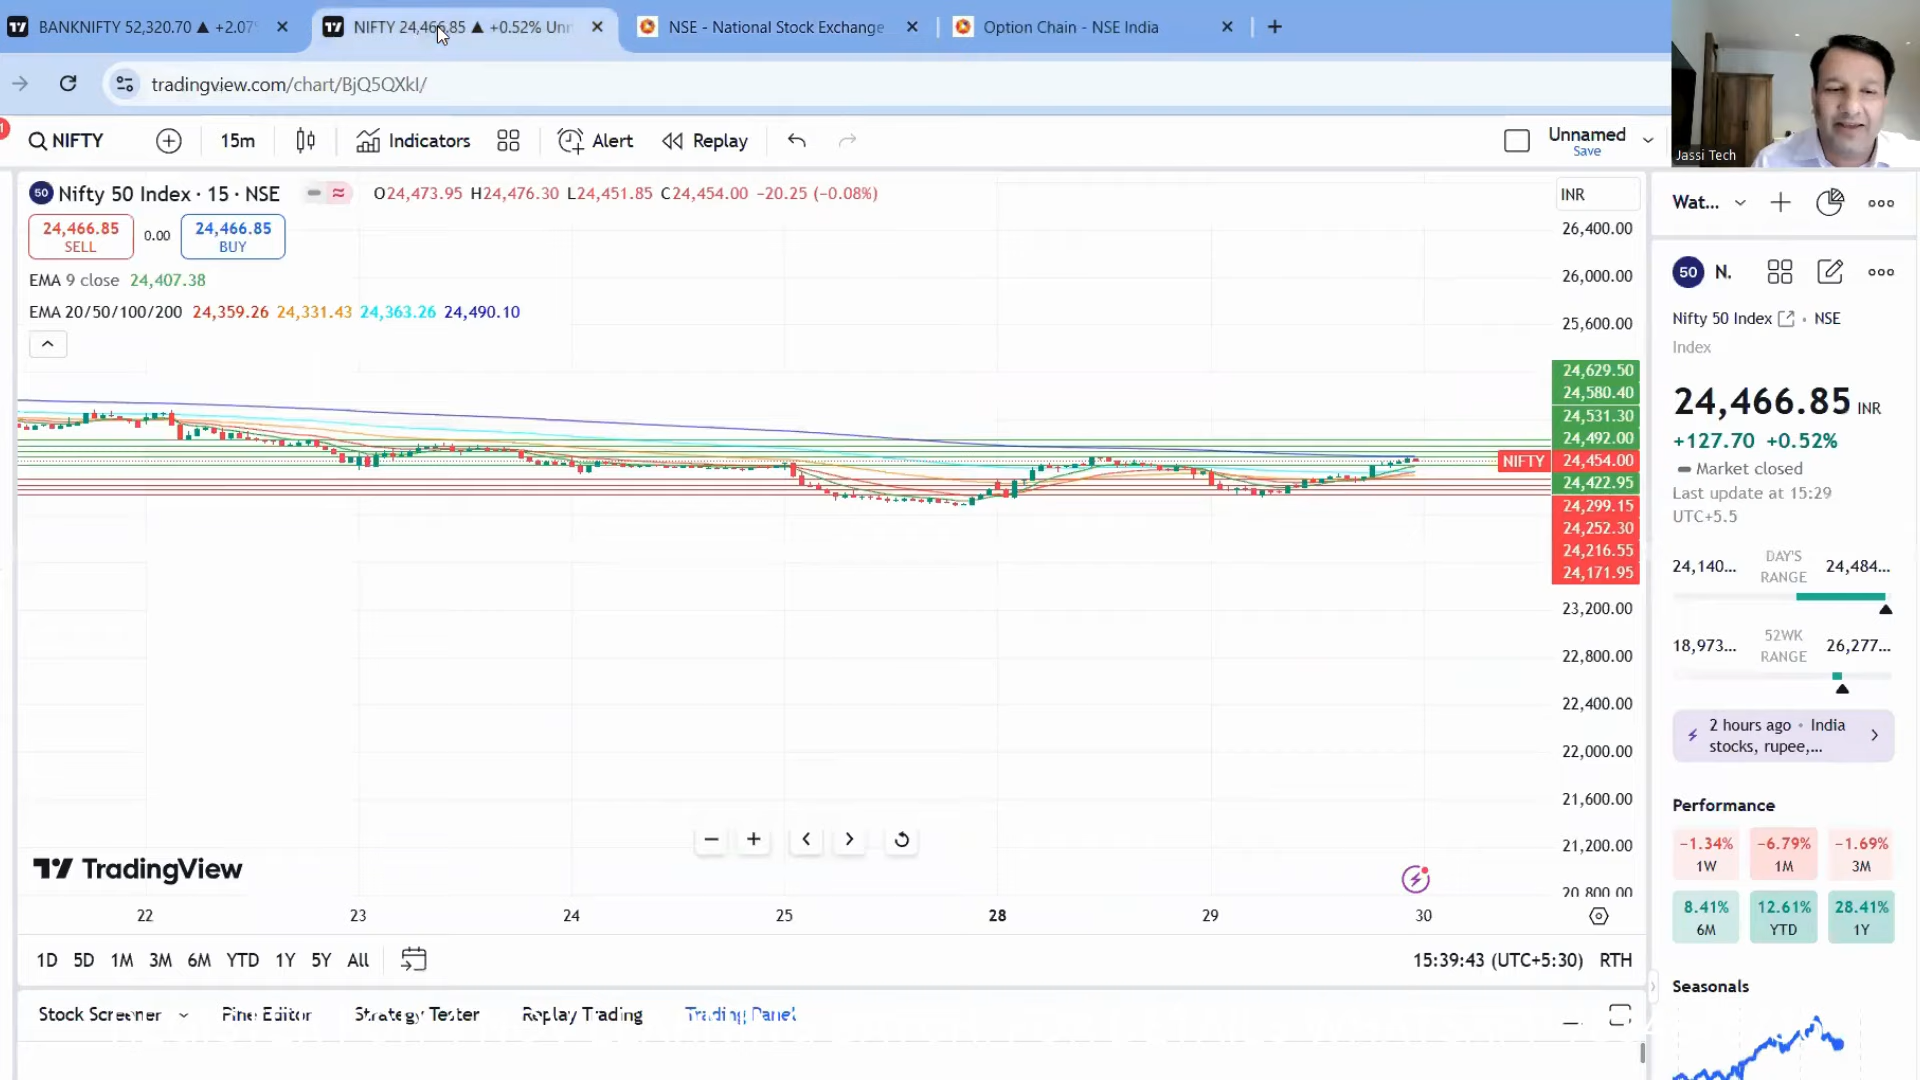 BANKNIFTY 52,320.70 ▲ +2.07
NIFTY 24,466.85 ▲ +0.52% Unn
NSE - National Stock Exchange
Option Chain - NSE India
tradingview.com/chart/BjQ5QXkI/
Jassi Tech
NIFTY
15m
Indicators
Alert
Replay
Unnamed
Save
Nifty 50 Index · 15 · NSE
O24,473.95 H24,476.30 L24,451.85 C24,454.00 −20.25 (−0.08%)
INR
24,466.85
SELL
0.00
24,466.85
BUY
EMA 9 close 24,407.38
EMA 20/50/100/200 24,359.26 24,331.43 24,363.26 24,490.10
26,400.00
26,000.00
25,600.00
24,629.50
24,580.40
24,531.30
24,492.00
NIFTY 24,454.00
24,422.95
24,299.15
24,252.30
24,216.55
24,171.95
23,200.00
22,800.00
22,400.00
22,000.00
21,600.00
21,200.00
20,800.00
TradingView
22 23 24 25 28 29 30
1D 5D 1M 3M 6M YTD 1Y 5Y All
15:39:43 (UTC+5:30) RTH
Stock Screener
Pine Editor
Strategy Tester
Replay Trading
Trading Panel
Wat...
50 N.
Nifty 50 Index · NSE
Index
24,466.85 INR
+127.70 +0.52%
Market closed
Last update at 15:29
UTC+5.5
24,140... DAY'S RANGE 24,484...
18,973... 52WK RANGE 26,277...
2 hours ago · India
stocks, rupee,...
Performance
−1.34% −6.79% −1.69%
1W 1M 3M
8.41% 12.61% 28.41%
6M YTD 1Y
Seasonals